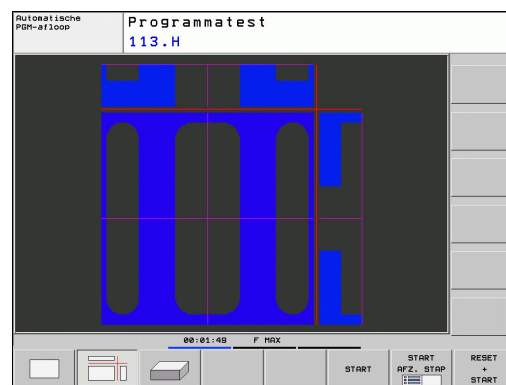 Automatische
PGM-afloop
Programmatest
113.H
00:01:49 F MAX
START
START
AFZ. STAP
RESET
+
START